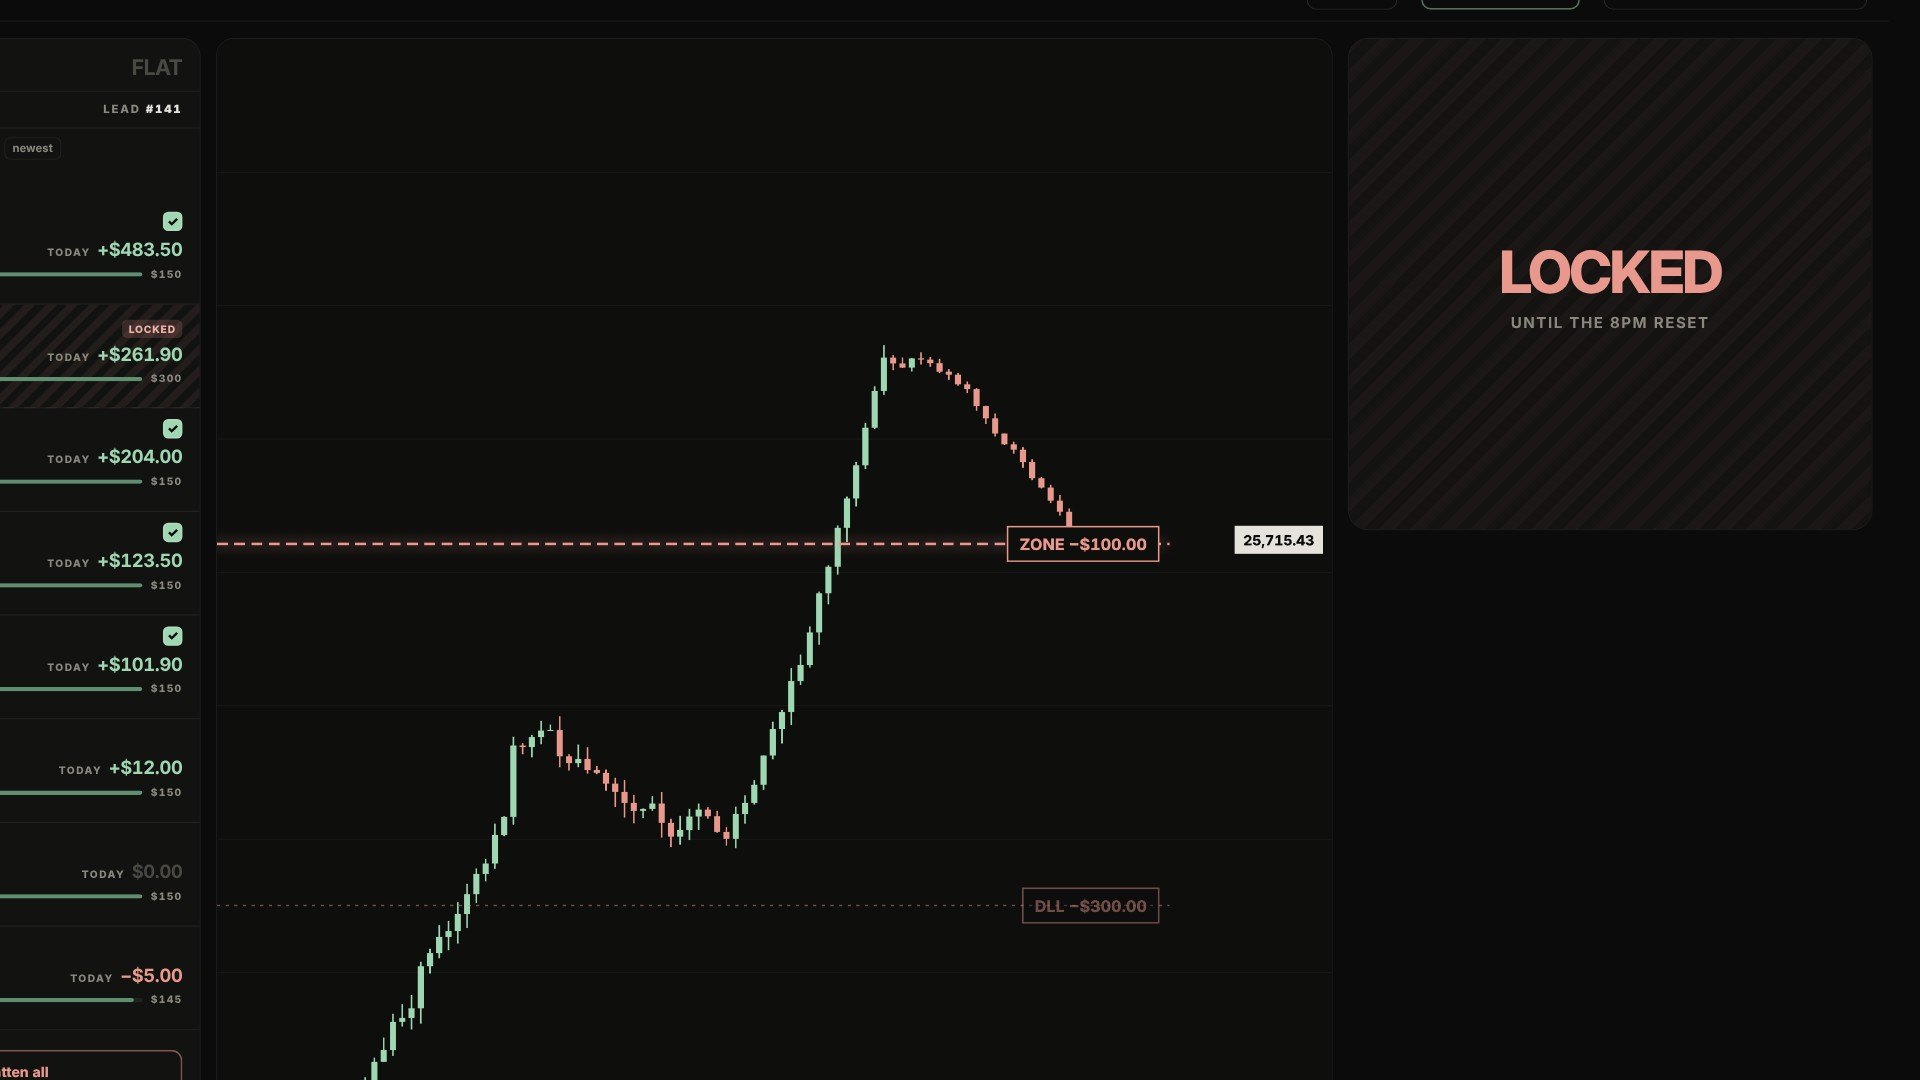 FLAT
LEAD #141
newest
TODAY +$483.50
$150
LOCKED
TODAY +$261.90
$300
TODAY +$204.00
$150
TODAY +$123.50
$150
TODAY +$101.90
$150
TODAY +$12.00
$150
TODAY $0.00
$150
TODAY −$5.00
$145
tten all
ZONE −$100.00
25,715.43
DLL −$300.00
LOCKED
UNTIL THE 8PM RESET